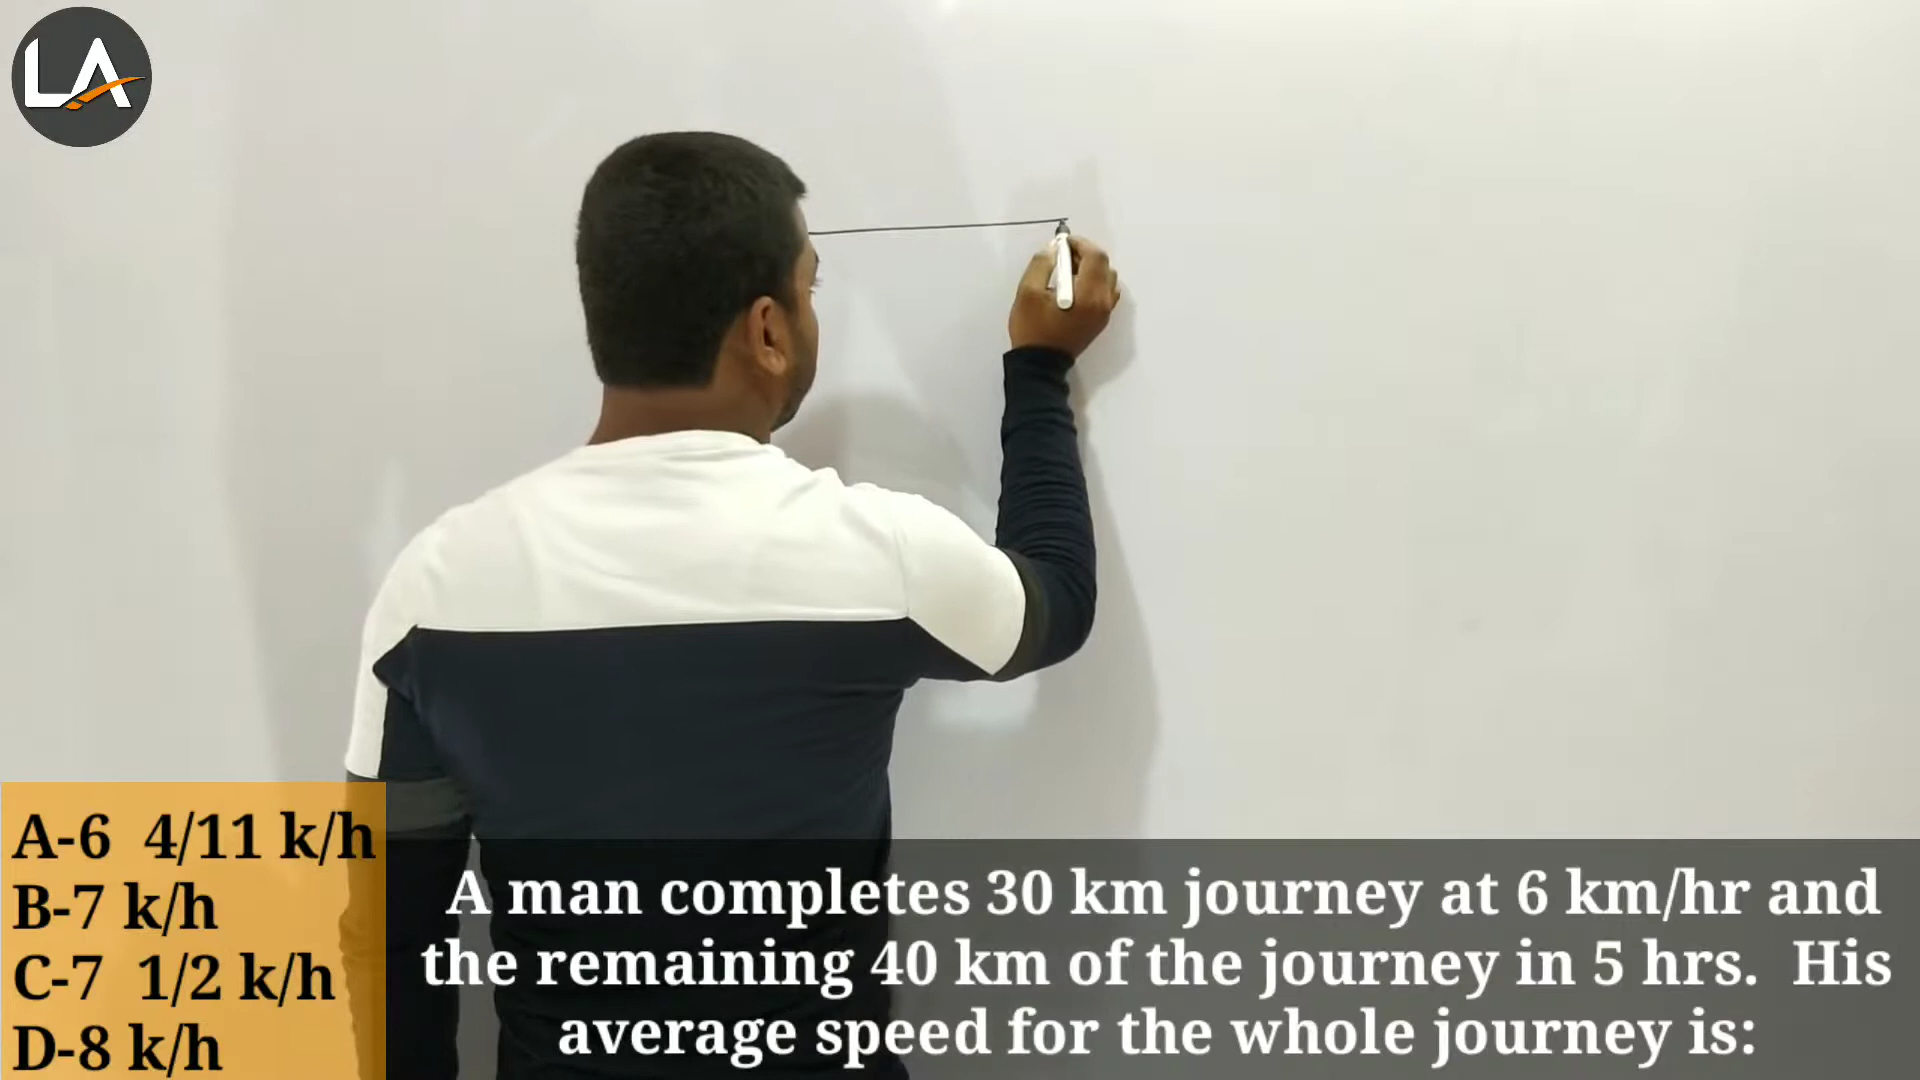 LA
A-6 4/11 k/h
B-7 k/h
C-7 1/2 k/h
D-8 k/h
A man completes 30 km journey at 6 km/hr and
the remaining 40 km of the journey in 5 hrs. His
average speed for the whole journey is: